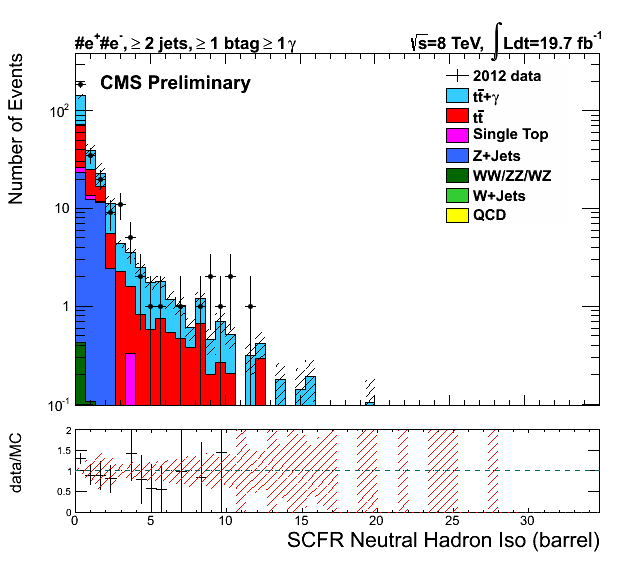 #e⁺#e⁻, ≥ 2 jets, ≥ 1 btag ≥ 1 γ
√s=8 TeV, ∫Ldt=19.7 fb⁻¹
CMS Preliminary
2012 data
tt̄+γ
tt̄
Single Top
Z+Jets
WW/ZZ/WZ
W+Jets
QCD
Number of Events
10²
10
1
10⁻¹
data/MC
2
1.5
1
0.5
0
0 5 10 15 20 25 30
SCFR Neutral Hadron Iso (barrel)